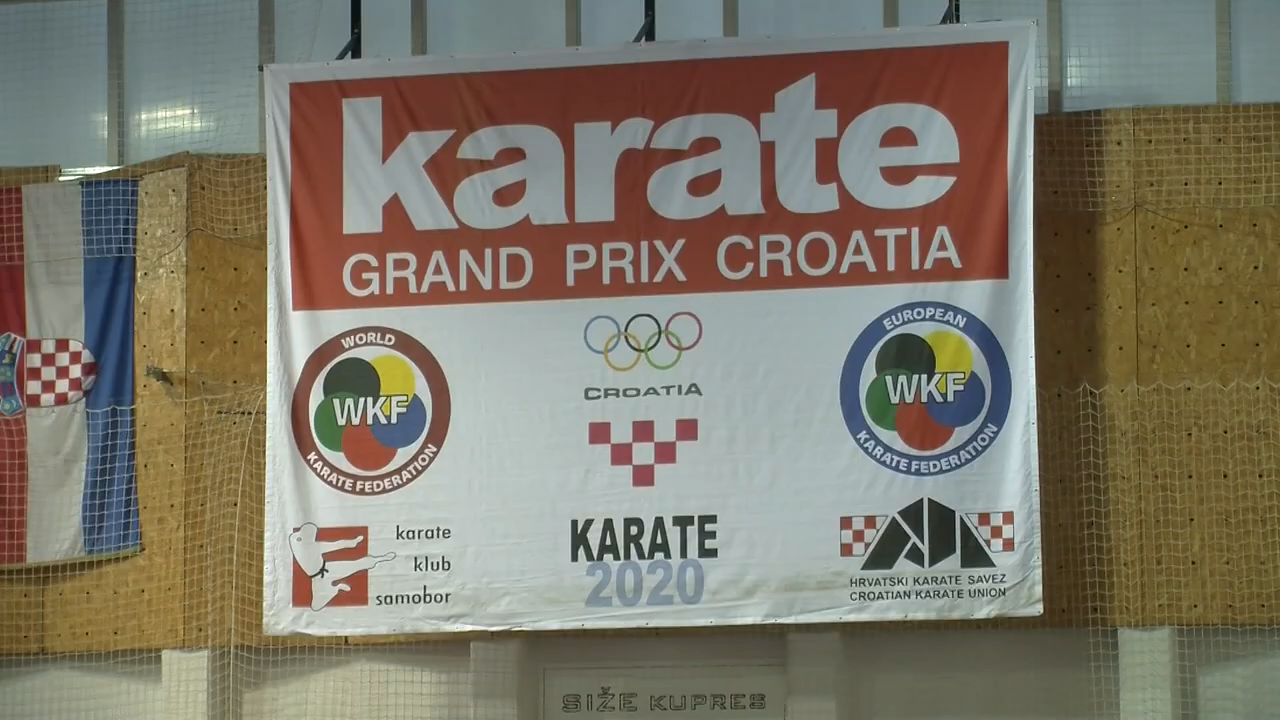 karate
GRAND PRIX CROATIA
WORLD
WKF
KARATE FEDERATION
CROATIA
EUROPEAN
WKF
KARATE FEDERATION
karate
klub
samobor
KARATE
2020
HRVATSKI KARATE SAVEZ
CROATIAN KARATE UNION
SIŽE KUPRES